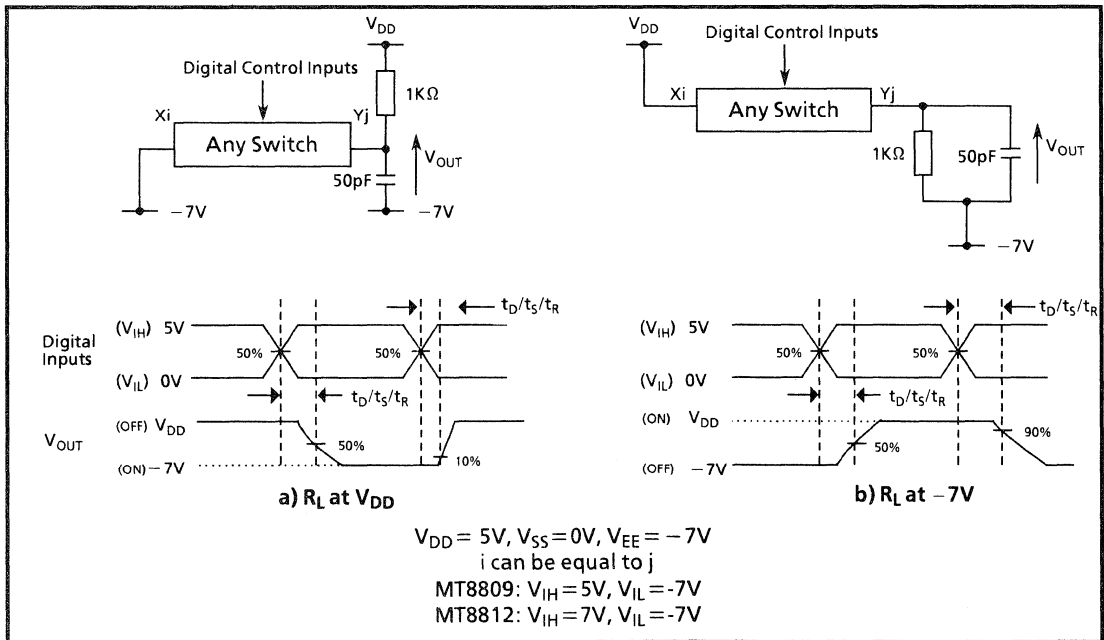 V_DD
Digital Control Inputs
1KΩ
Xi
Yj
Any Switch
V_OUT
50pF
−7V
−7V
V_DD
Digital Control Inputs
Xi
Yj
Any Switch
1KΩ
50pF
V_OUT
−7V
t_D/t_S/t_R
Digital Inputs
(V_IH) 5V
50%
50%
(V_IL) 0V
t_D/t_S/t_R
V_OUT
(OFF) V_DD
50%
(ON) −7V
10%
a) R_L at V_DD
t_D/t_S/t_R
(V_IH) 5V
50%
50%
(V_IL) 0V
t_D/t_S/t_R
(ON) V_DD
90%
50%
(OFF) −7V
b) R_L at −7V
V_DD = 5V, V_SS=0V, V_EE= −7V
i can be equal to j
MT8809: V_IH=5V, V_IL=-7V
MT8812: V_IH=7V, V_IL=-7V